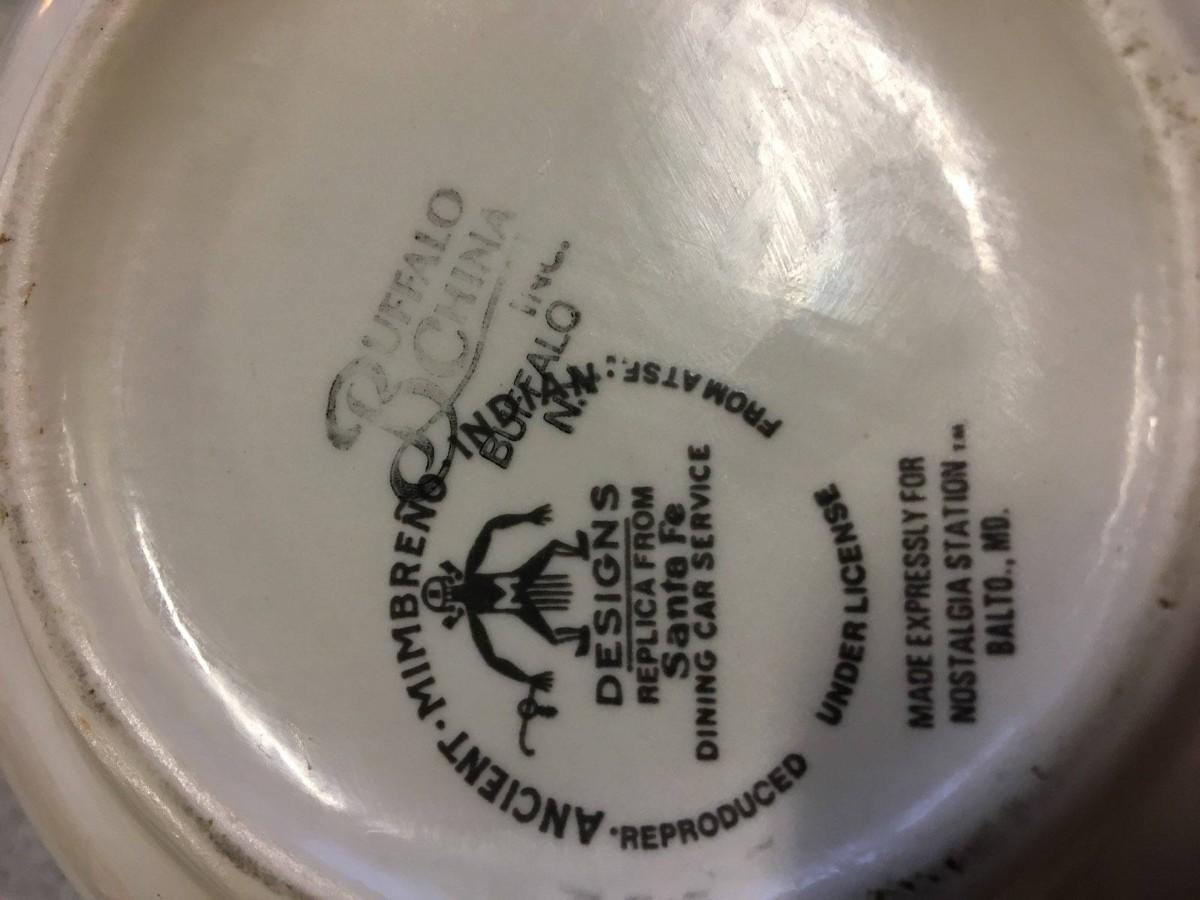 BUFFALO
CHINA
INC.
BUFFALO
N.Y.
ANCIENT · MIMBRENO INDIAN
DESIGNS
REPLICA FROM
Santa Fe
DINING CAR SERVICE
· REPRODUCED UNDER LICENSE FROM ATSF. :
MADE EXPRESSLY FOR
NOSTALGIA STATION TM
BALTO., MD.